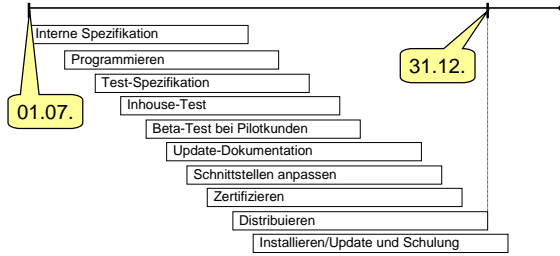 Interne Spezifikation
Programmieren
31.12.
Test-Spezifikation
01.07.
Inhouse-Test
Beta-Test bei Pilotkunden
Update-Dokumentation
Schnittstellen anpassen
Zertifizieren
Distribuieren
Installieren/Update und Schulung